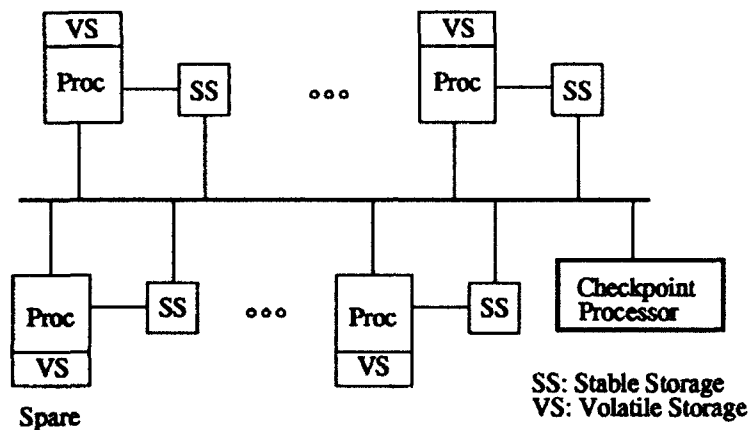 VS
Proc
SS
ooo
VS
Proc
SS
Proc
VS
SS
ooo
Proc
VS
SS
Checkpoint
Processor
Spare
SS: Stable Storage
VS: Volatile Storage